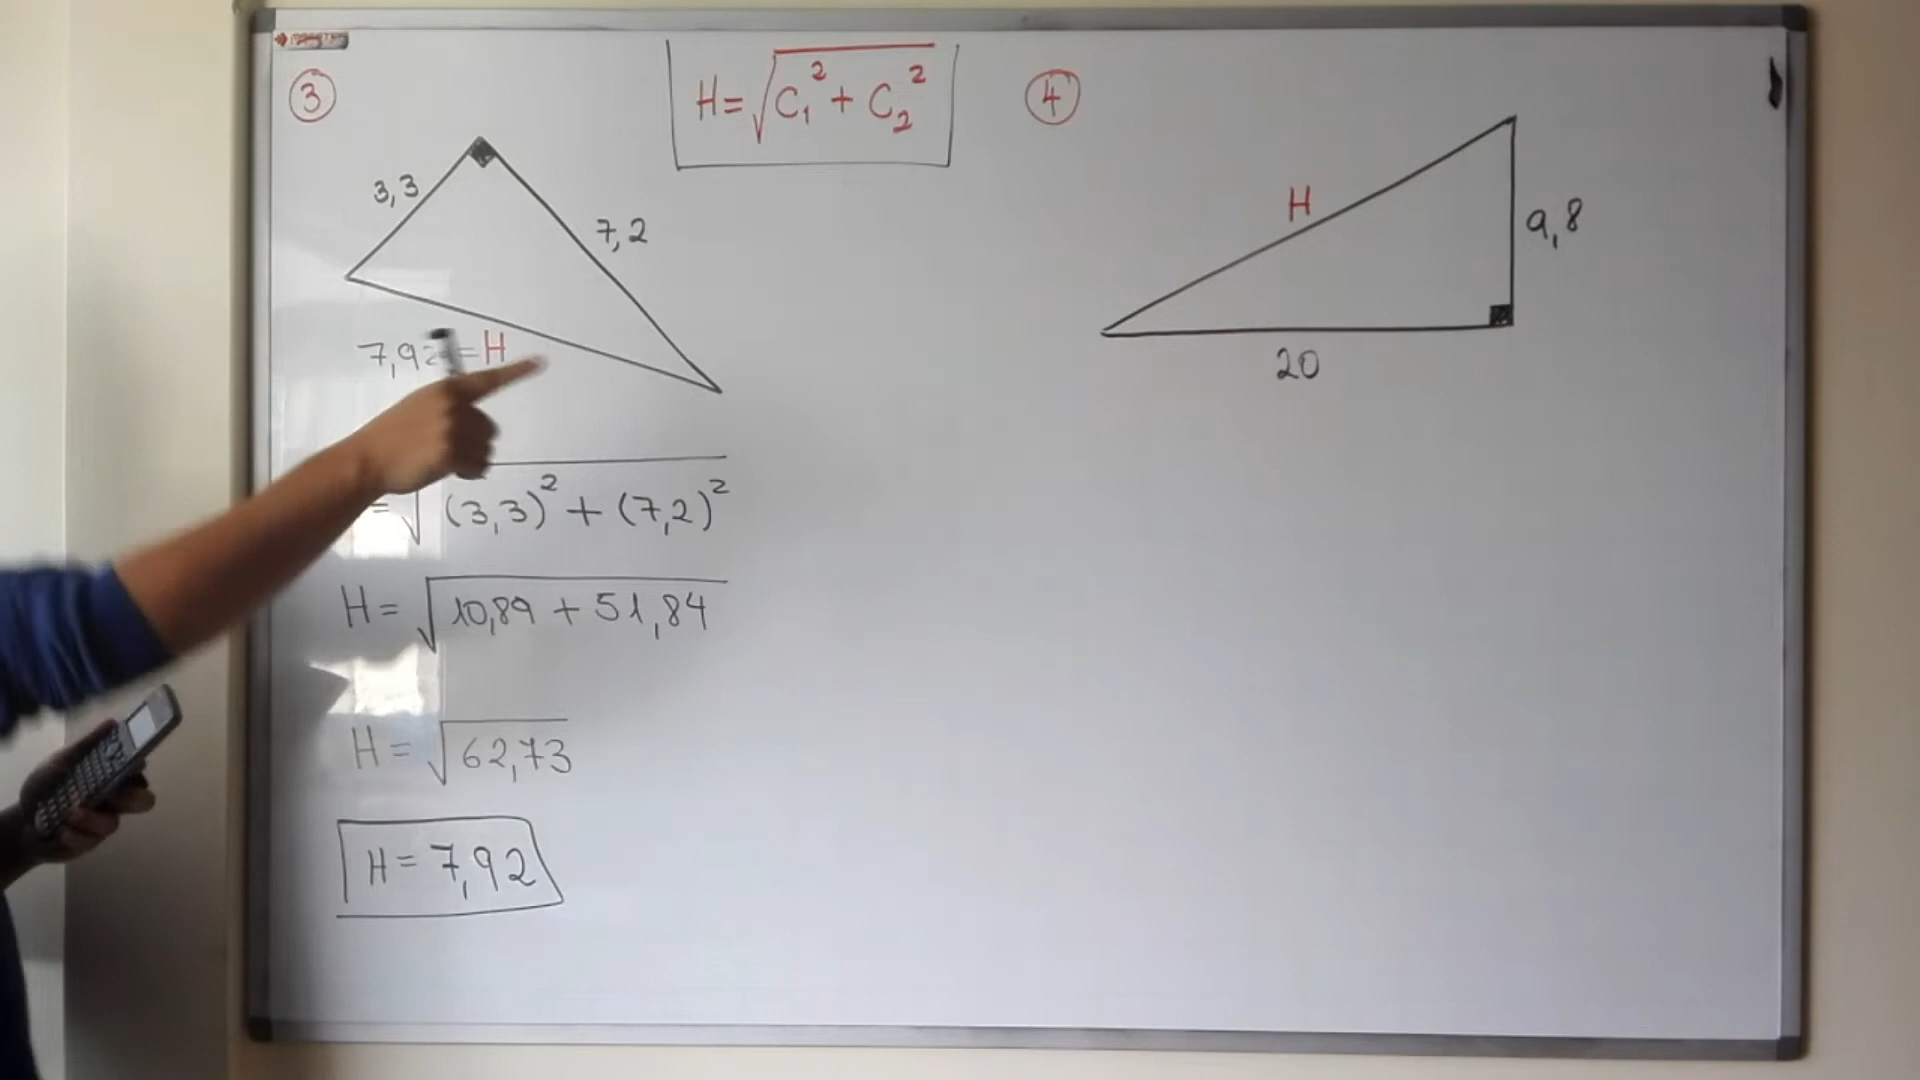 ③
H=√C₁² + C₂²
④
3,3
7,2
7,92=H
H
9,8
20
= √(3,3)² + (7,2)²
H = √10,89 + 51,84
H = √62,73
H = 7,92